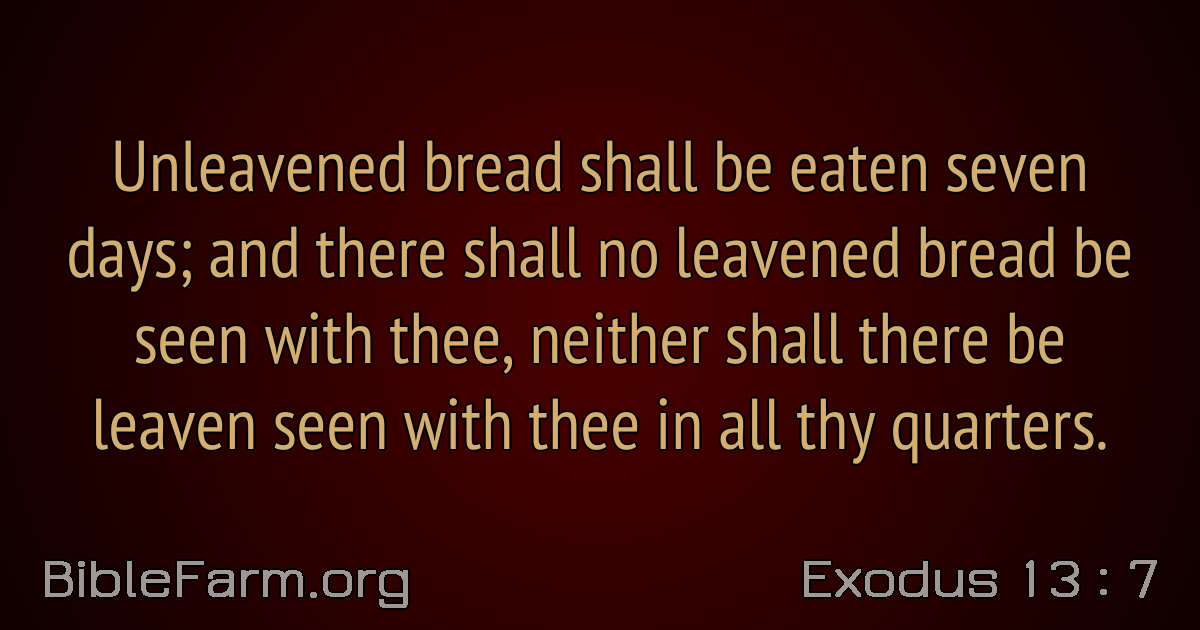 Unleavened bread shall be eaten seven
days; and there shall no leavened bread be
seen with thee, neither shall there be
leaven seen with thee in all thy quarters.
BibleFarm.org
Exodus 13 : 7